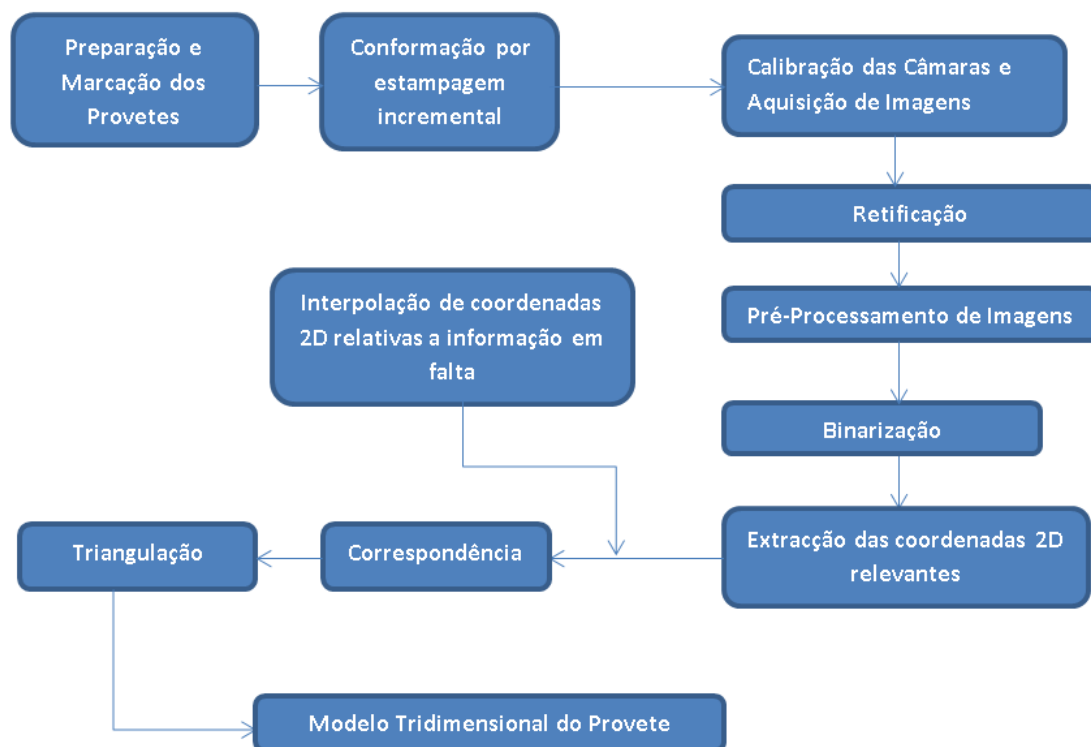 Preparação e
Marcação dos
Provetes
Conformação por
estampagem
incremental
Calibração das Câmaras e
Aquisição de Imagens
Retificação
Pré-Processamento de Imagens
Binarização
Extracção das coordenadas 2D
relevantes
Interpolação de coordenadas
2D relativas a informação em
falta
Correspondência
Triangulação
Modelo Tridimensional do Provete